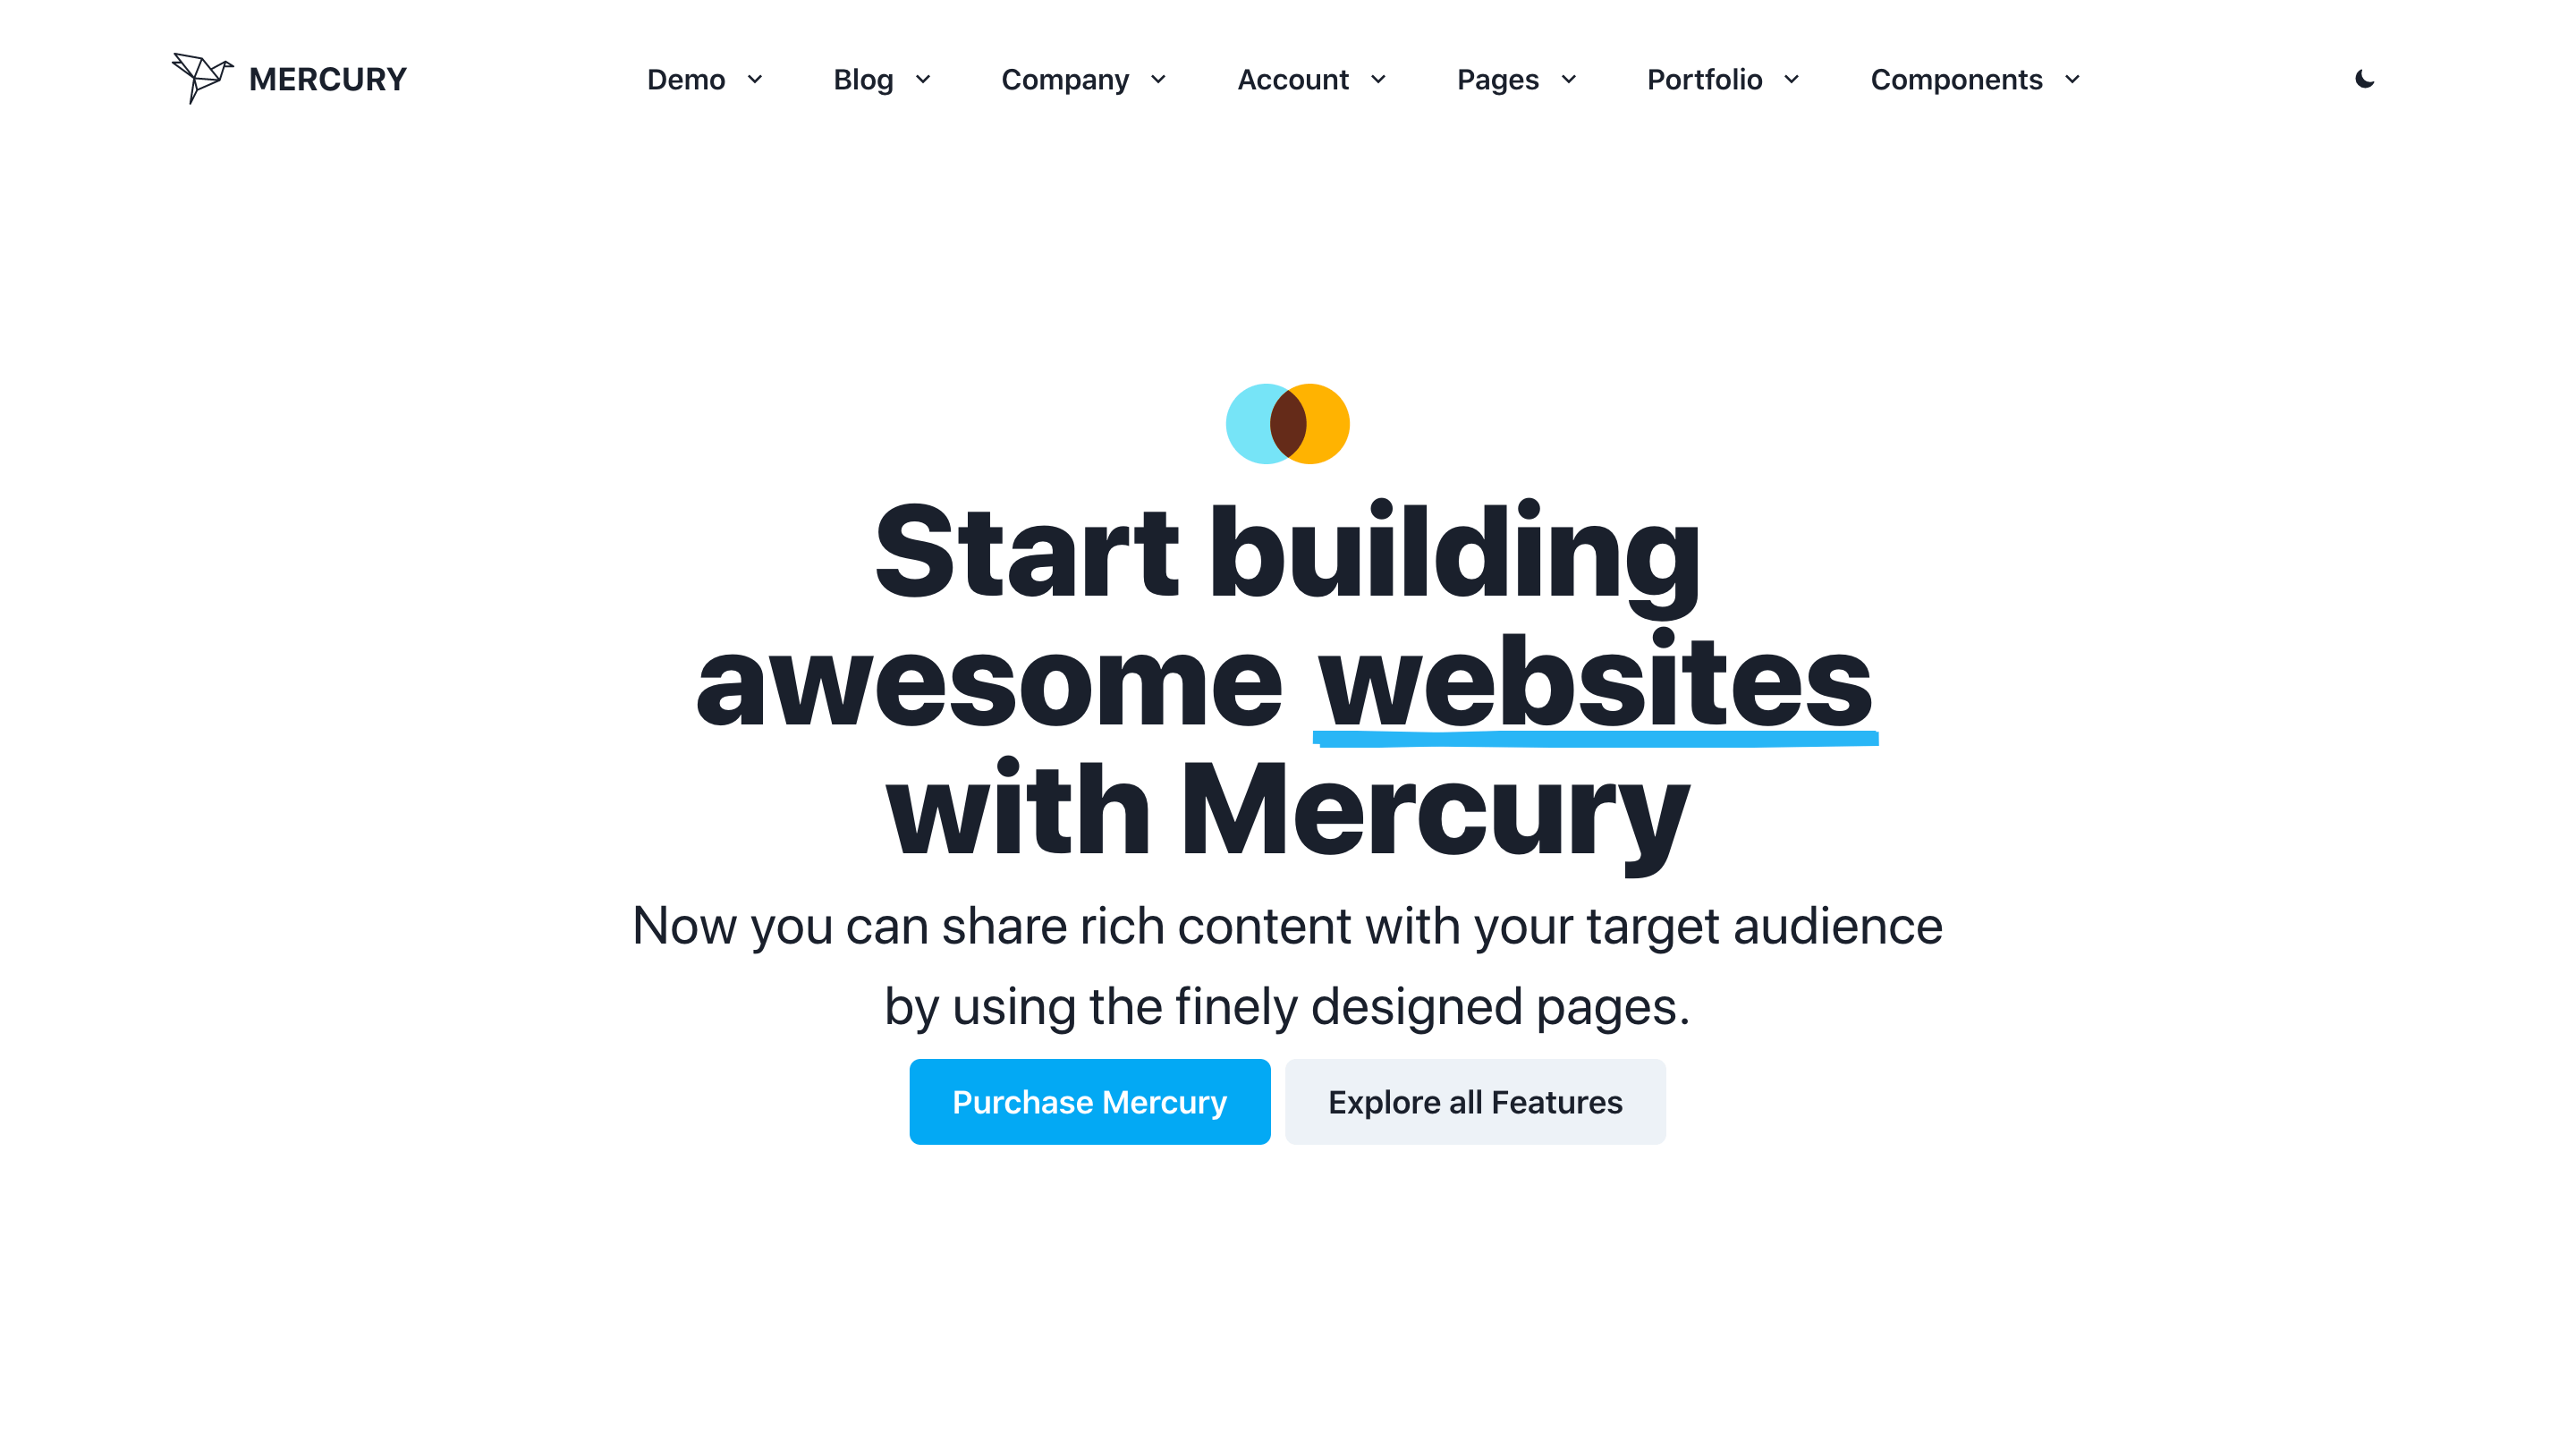 MERCURY
Demo
Blog
Company
Account
Pages
Portfolio
Components
Start building
awesome websites
with Mercury
Now you can share rich content with your target audience
by using the finely designed pages.
Purchase Mercury
Explore all Features